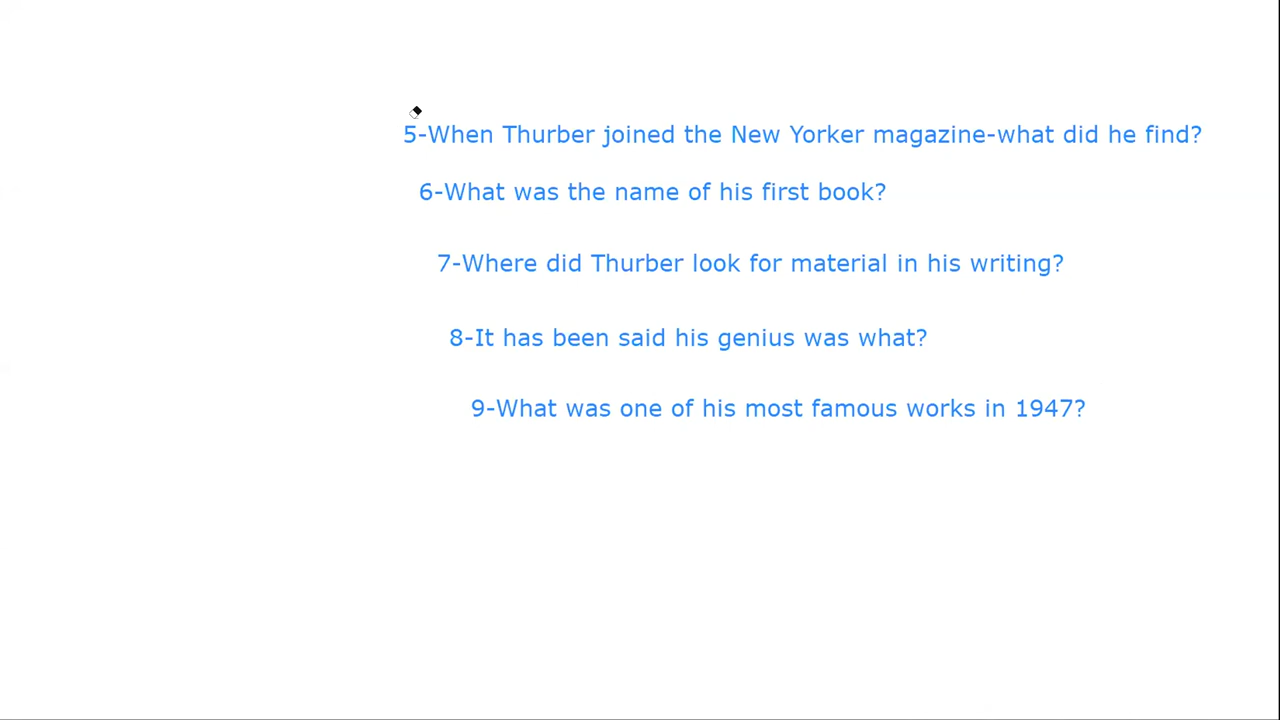 5-When Thurber joined the New Yorker magazine-what did he find?
6-What was the name of his first book?
7-Where did Thurber look for material in his writing?
8-It has been said his genius was what?
9-What was one of his most famous works in 1947?